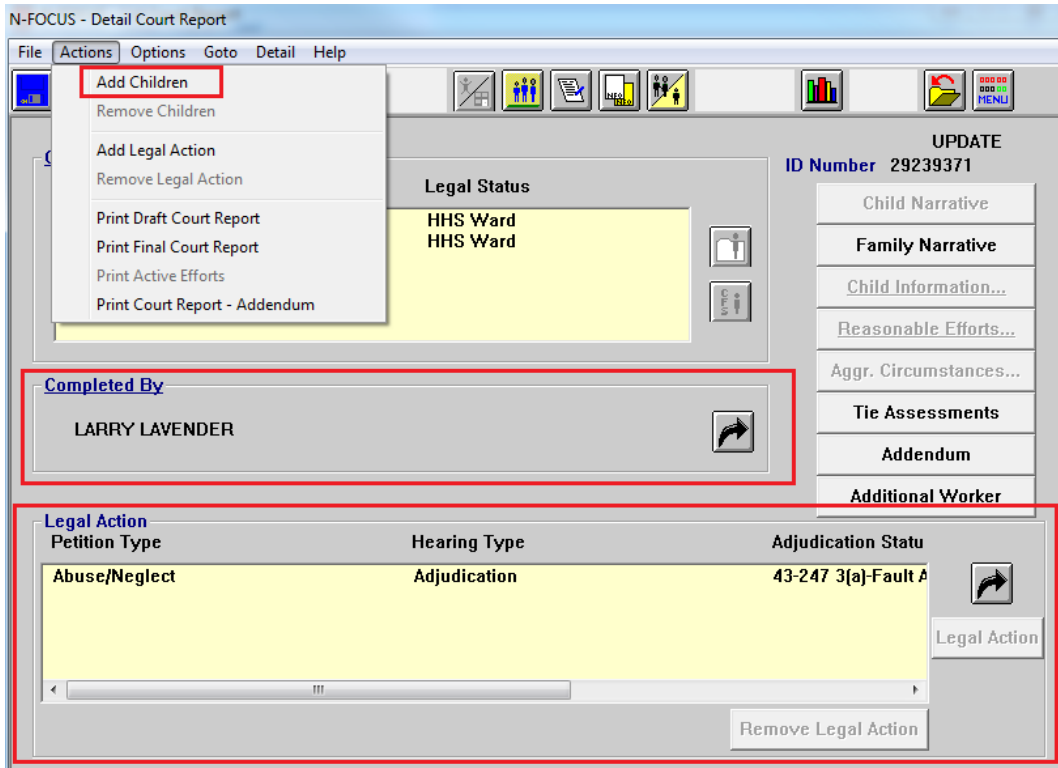 N-FOCUS - Detail Court Report
File Actions Options Goto Detail Help
Add Children
Remove Children
Add Legal Action
Remove Legal Action
Print Draft Court Report
Print Final Court Report
Print Active Efforts
Print Court Report - Addendum
MENU
UPDATE
ID Number 29239371
Legal Status
HHS Ward
HHS Ward
CFS
Child Narrative
Family Narrative
Child Information...
Reasonable Efforts...
Aggr. Circumstances...
Tie Assessments
Addendum
Additional Worker
Completed By
LARRY LAVENDER
Legal Action
Petition Type Hearing Type Adjudication Statu
Abuse/Neglect Adjudication 43-247 3(a)-Fault A
Legal Action
Remove Legal Action